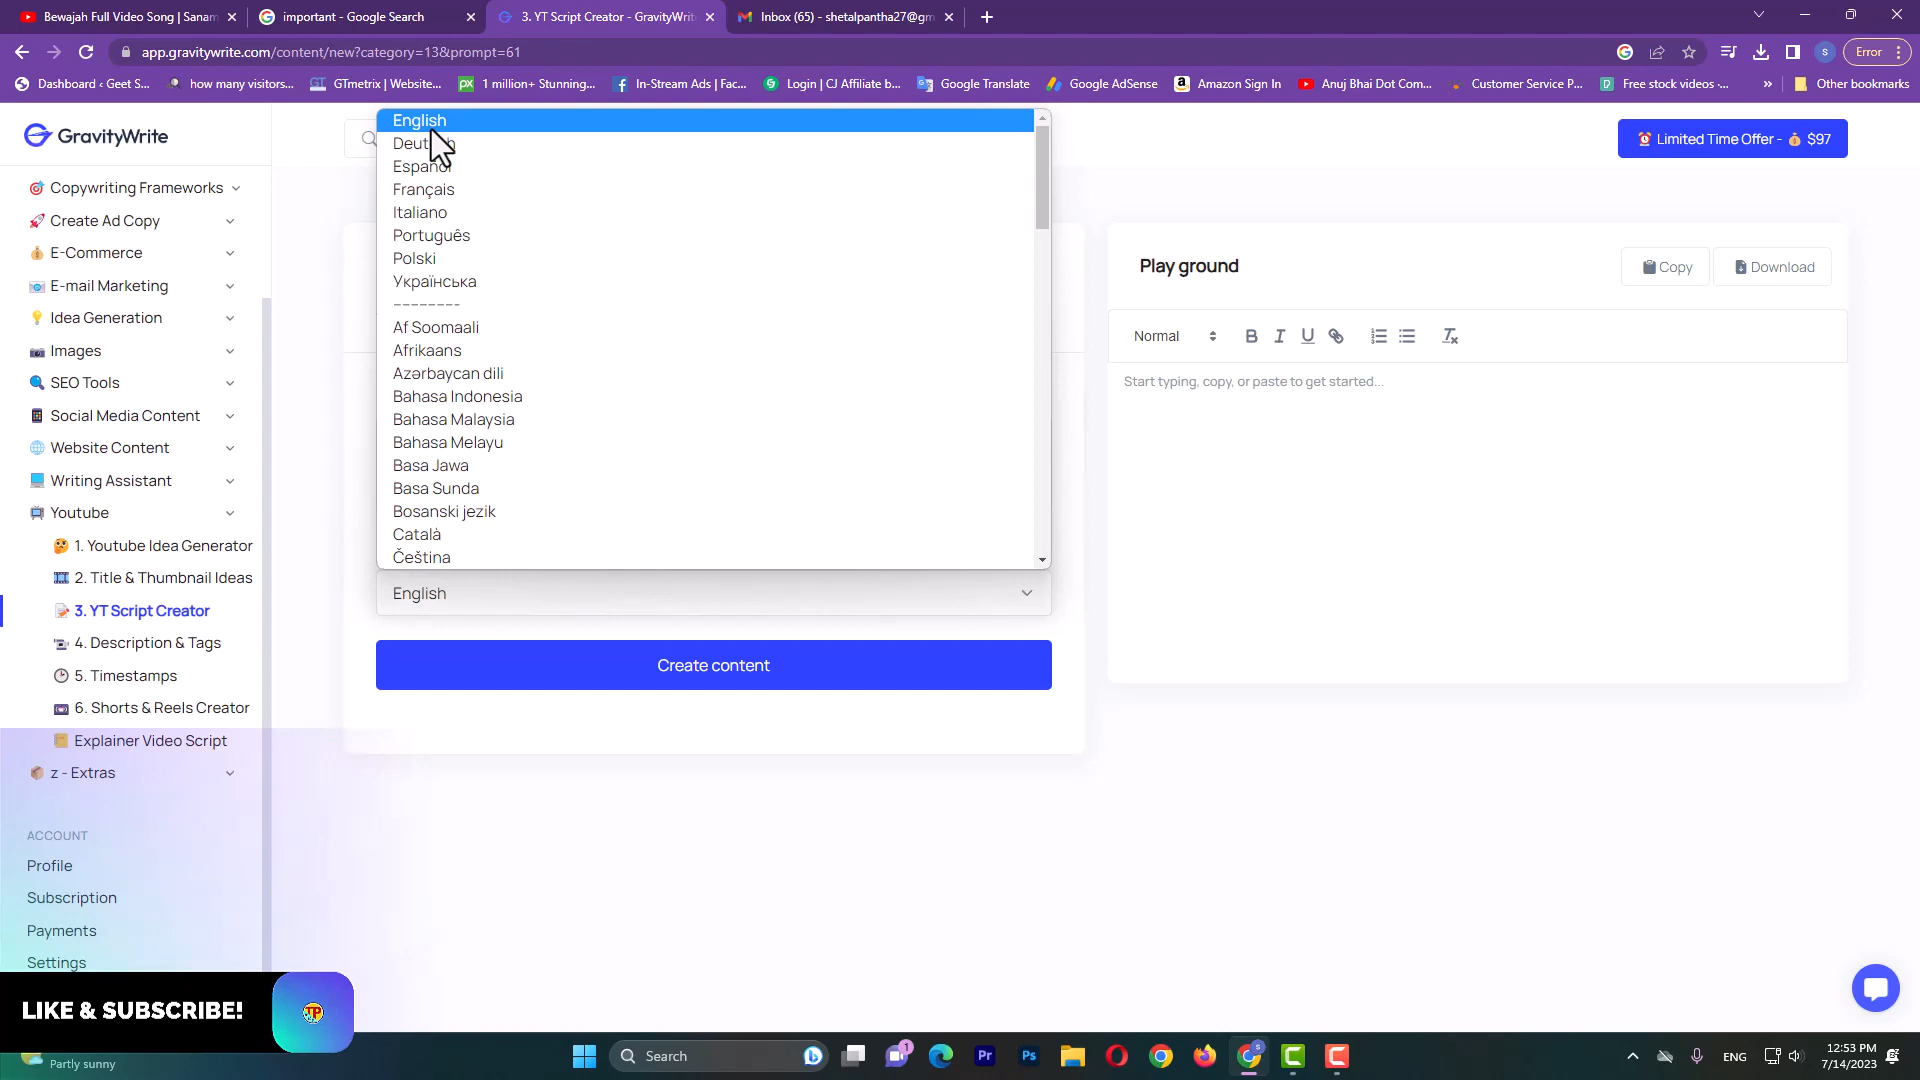 Bewajah Full Video Song | Sanam
important - Google Search
3. YT Script Creator - GravityWrite
Inbox (65) - shetalpantha27@gm
app.gravitywrite.com/content/new?category=13&prompt=61
S
Error
Dashboard ‹ Geet S...
how many visitors...
GTmetrix | Website...
1 million+ Stunning...
In-Stream Ads | Fac...
Login | CJ Affiliate b...
Google Translate
Google AdSense
Amazon Sign In
Anuj Bhai Dot Com...
Customer Service P...
Free stock videos -...
»
Other bookmarks
GravityWrite
Limited Time Offer - $97
Copywriting Frameworks
Create Ad Copy
E-Commerce
E-mail Marketing
Idea Generation
Images
SEO Tools
Social Media Content
Website Content
Writing Assistant
Youtube
1. Youtube Idea Generator
2. Title & Thumbnail Ideas
3. YT Script Creator
4. Description & Tags
5. Timestamps
6. Shorts & Reels Creator
Explainer Video Script
z - Extras
ACCOUNT
Profile
Subscription
Payments
Settings
English
Deutsch
Español
Français
Italiano
Português
Polski
Українська
-----------
Af Soomaali
Afrikaans
Azərbaycan dili
Bahasa Indonesia
Bahasa Malaysia
Bahasa Melayu
Basa Jawa
Basa Sunda
Bosanski jezik
Català
Čeština
English
Create content
Play ground
Copy
Download
Normal
B I U
Start typing, copy, or paste to get started...
LIKE & SUBSCRIBE!
TP
Partly sunny
Search
1
Pr
Ps
S
ENG
12:53 PM
7/14/2023